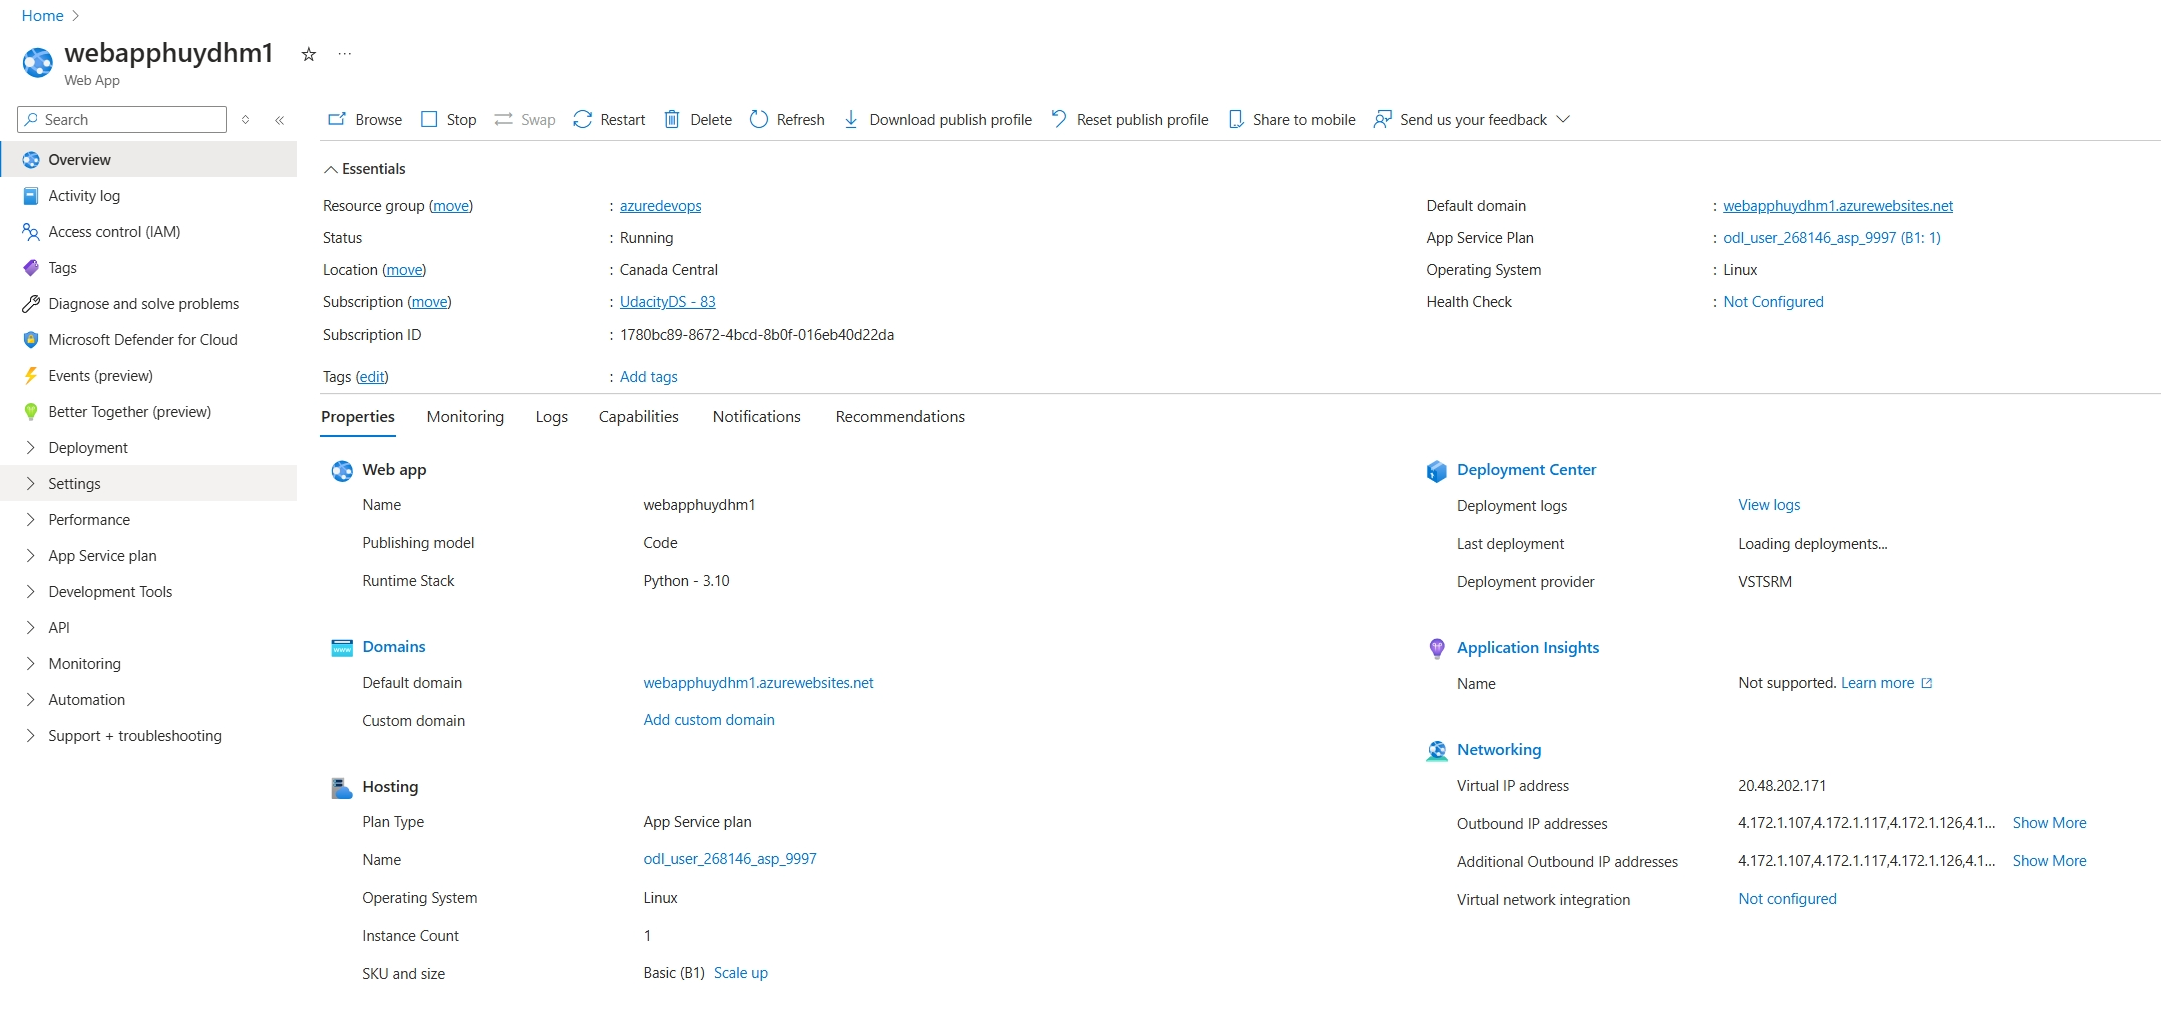 Home
webapphuydhm1
Web App
Search
Browse Stop Swap Restart Delete Refresh Download publish profile Reset publish profile Share to mobile Send us your feedback
Overview
Activity log
Access control (IAM)
Tags
Diagnose and solve problems
Microsoft Defender for Cloud
Events (preview)
Better Together (preview)
Deployment
Settings
Performance
App Service plan
Development Tools
API
Monitoring
Automation
Support + troubleshooting
Essentials
Resource group (move) : azuredevops
Status : Running
Location (move) : Canada Central
Subscription (move) : UdacityDS - 83
Subscription ID : 1780bc89-8672-4bcd-8b0f-016eb40d22da
Tags (edit) : Add tags
Default domain : webapphuydhm1.azurewebsites.net
App Service Plan : odl_user_268146_asp_9997 (B1: 1)
Operating System : Linux
Health Check : Not Configured
Properties Monitoring Logs Capabilities Notifications Recommendations
Web app
Name webapphuydhm1
Publishing model Code
Runtime Stack Python - 3.10
Domains
Default domain webapphuydhm1.azurewebsites.net
Custom domain Add custom domain
Hosting
Plan Type App Service plan
Name odl_user_268146_asp_9997
Operating System Linux
Instance Count 1
SKU and size Basic (B1) Scale up
Deployment Center
Deployment logs View logs
Last deployment Loading deployments...
Deployment provider VSTSRM
Application Insights
Name Not supported. Learn more
Networking
Virtual IP address 20.48.202.171
Outbound IP addresses 4.172.1.107,4.172.1.117,4.172.1.126,4.1... Show More
Additional Outbound IP addresses 4.172.1.107,4.172.1.117,4.172.1.126,4.1... Show More
Virtual network integration Not configured